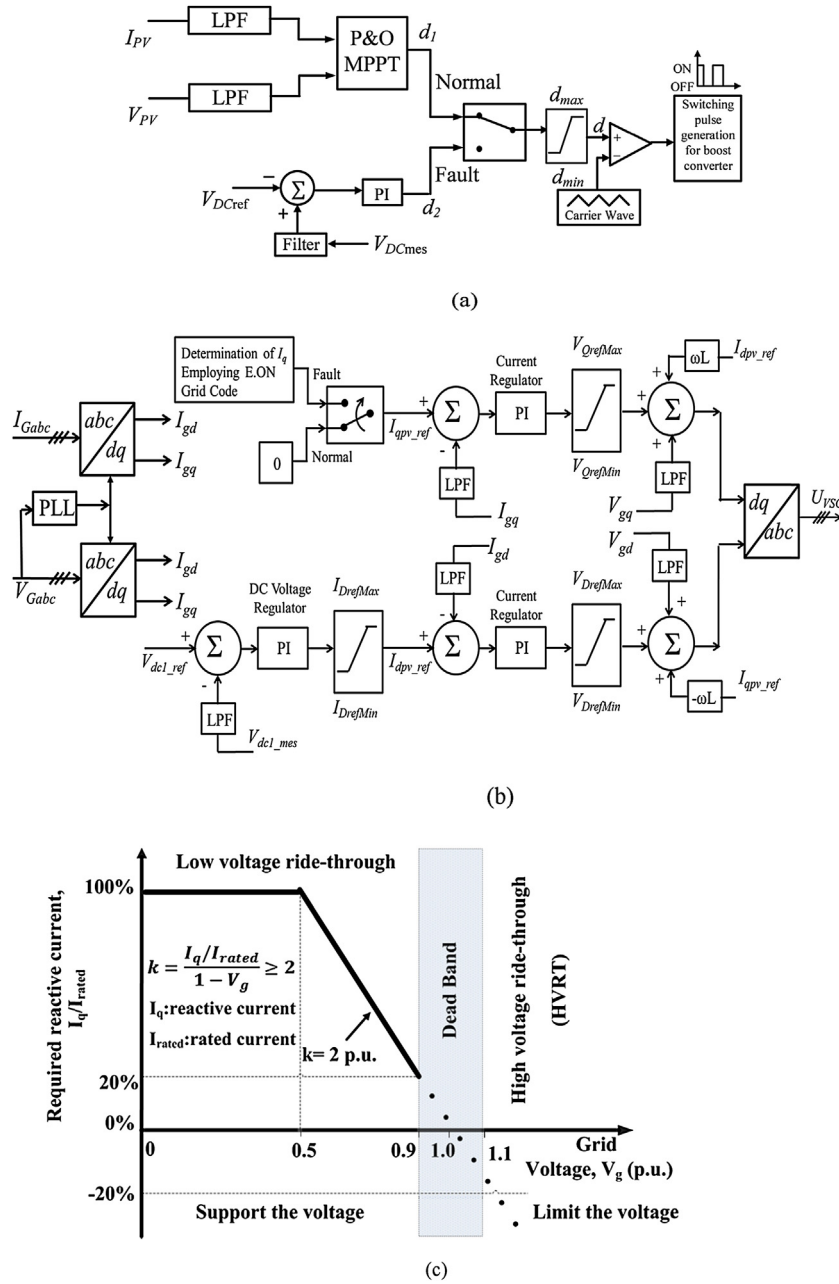 I_PV
LPF
V_PV
LPF
P&O
MPPT
d_1
Normal
Fault
V_DCref
−
+
Σ
PI
d_2
Filter
V_DCmes
d_max
d_min
d
+
−
Carrier Wave
ON
OFF
Switching
pulse
generation
for boost
converter
(a)
I_Gabc
abc
dq
I_gd
I_gq
PLL
V_Gabc
abc
dq
I_gd
I_gq
Determination of I_q
Employing E.ON
Grid Code
Fault
0
Normal
I_qpv_ref
+
-
Σ
LPF
I_gq
Current
Regulator
PI
V_QrefMax
V_QrefMin
+
+
+
Σ
ωL
I_dpv_ref
LPF
V_gq
V_gd
LPF
dq
abc
U_VSC
V_dc1_ref
+
-
Σ
LPF
V_dc1_mes
DC Voltage
Regulator
PI
I_DrefMax
I_DrefMin
I_dpv_ref
+
-
Σ
LPF
I_gd
Current
Regulator
PI
V_DrefMax
V_DrefMin
+
+
+
Σ
-ωL
I_qpv_ref
(b)
Required reactive current,
I_q/I_rated
100%
20%
0%
-20%
Low voltage ride-through
k = I_q/I_rated / 1 − V_g ≥ 2
I_q:reactive current
I_rated:rated current
k= 2 p.u.
Dead Band
High voltage ride-through
(HVRT)
0
0.5
0.9
1.0
1.1
Grid
Voltage, V_g (p.u.)
Support the voltage
Limit the voltage
(c)